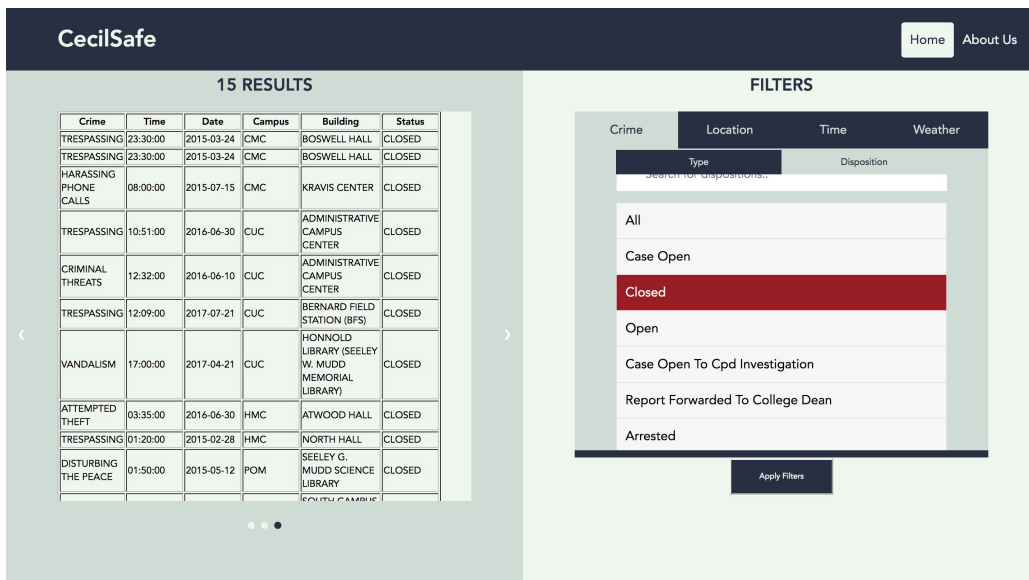 CecilSafe
Home About Us
15 RESULTS
Crime Time Date Campus Building Status
TRESPASSING 23:30:00 2015-03-24 CMC BOSWELL HALL CLOSED
TRESPASSING 23:30:00 2015-03-24 CMC BOSWELL HALL CLOSED
HARASSING
PHONE 08:00:00 2015-07-15 CMC KRAVIS CENTER CLOSED
CALLS
ADMINISTRATIVE
TRESPASSING 10:51:00 2016-06-30 CUC CAMPUS CLOSED
CENTER
ADMINISTRATIVE
CRIMINAL
THREATS 12:32:00 2016-06-10 CUC CAMPUS CLOSED
CENTER
TRESPASSING 12:09:00 2017-07-21 CUC BERNARD FIELD CLOSED
STATION (BFS)
HONNOLD
LIBRARY (SEELEY
VANDALISM 17:00:00 2017-04-21 CUC W. MUDD CLOSED
MEMORIAL
LIBRARY)
ATTEMPTED
THEFT 03:35:00 2016-06-30 HMC ATWOOD HALL CLOSED
TRESPASSING 01:20:00 2015-02-28 HMC NORTH HALL CLOSED
SEELEY G.
DISTURBING
THE PEACE 01:50:00 2015-05-12 POM MUDD SCIENCE CLOSED
LIBRARY
SOUTH CAMPUS
FILTERS
Crime Location Time Weather
Type Disposition
Search for dispositions..
All
Case Open
Closed
Open
Case Open To Cpd Investigation
Report Forwarded To College Dean
Arrested
Apply Filters